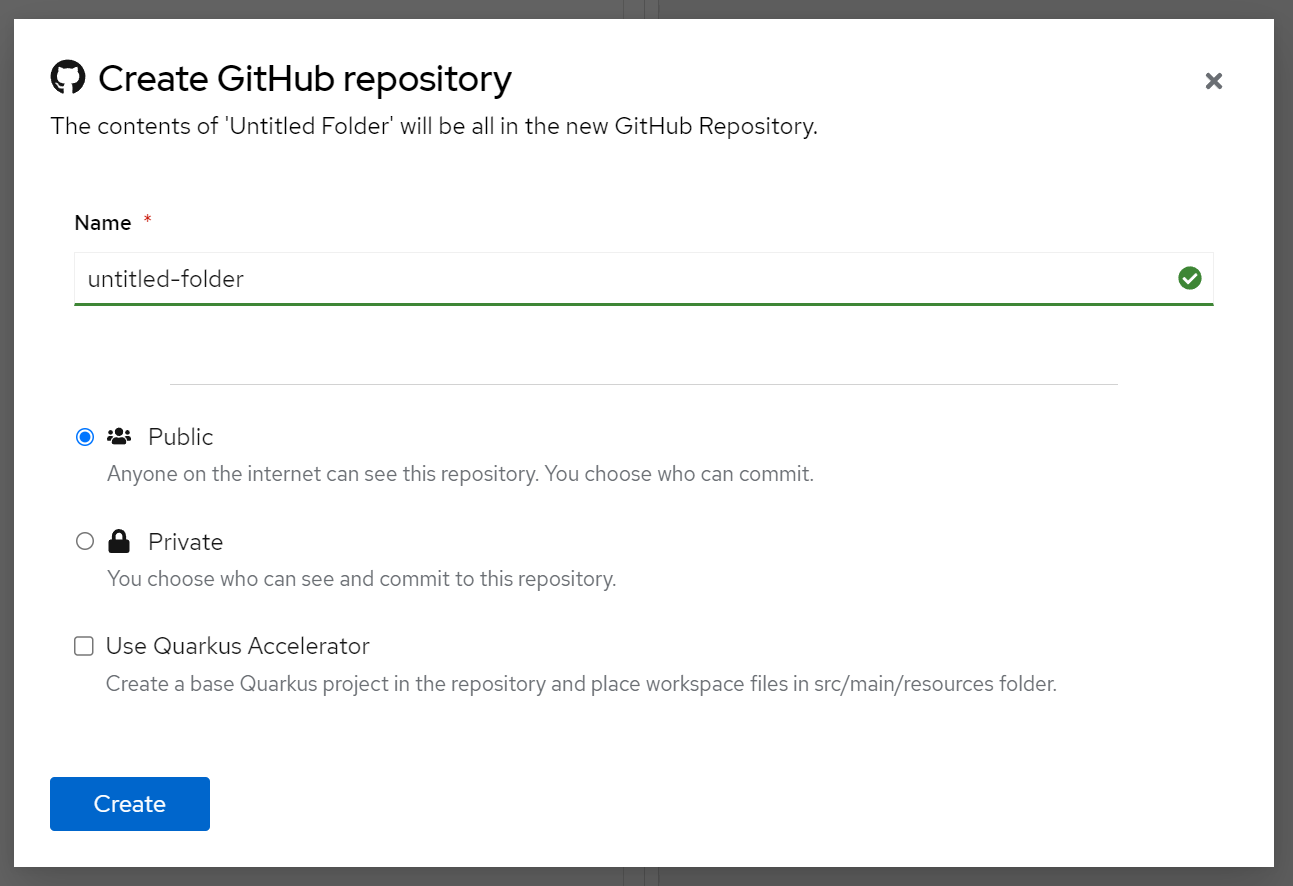 Create GitHub repository
The contents of 'Untitled Folder' will be all in the new GitHub Repository.
Name *
untitled-folder
Public
Anyone on the internet can see this repository. You choose who can commit.
Private
You choose who can see and commit to this repository.
Use Quarkus Accelerator
Create a base Quarkus project in the repository and place workspace files in src/main/resources folder.
Create